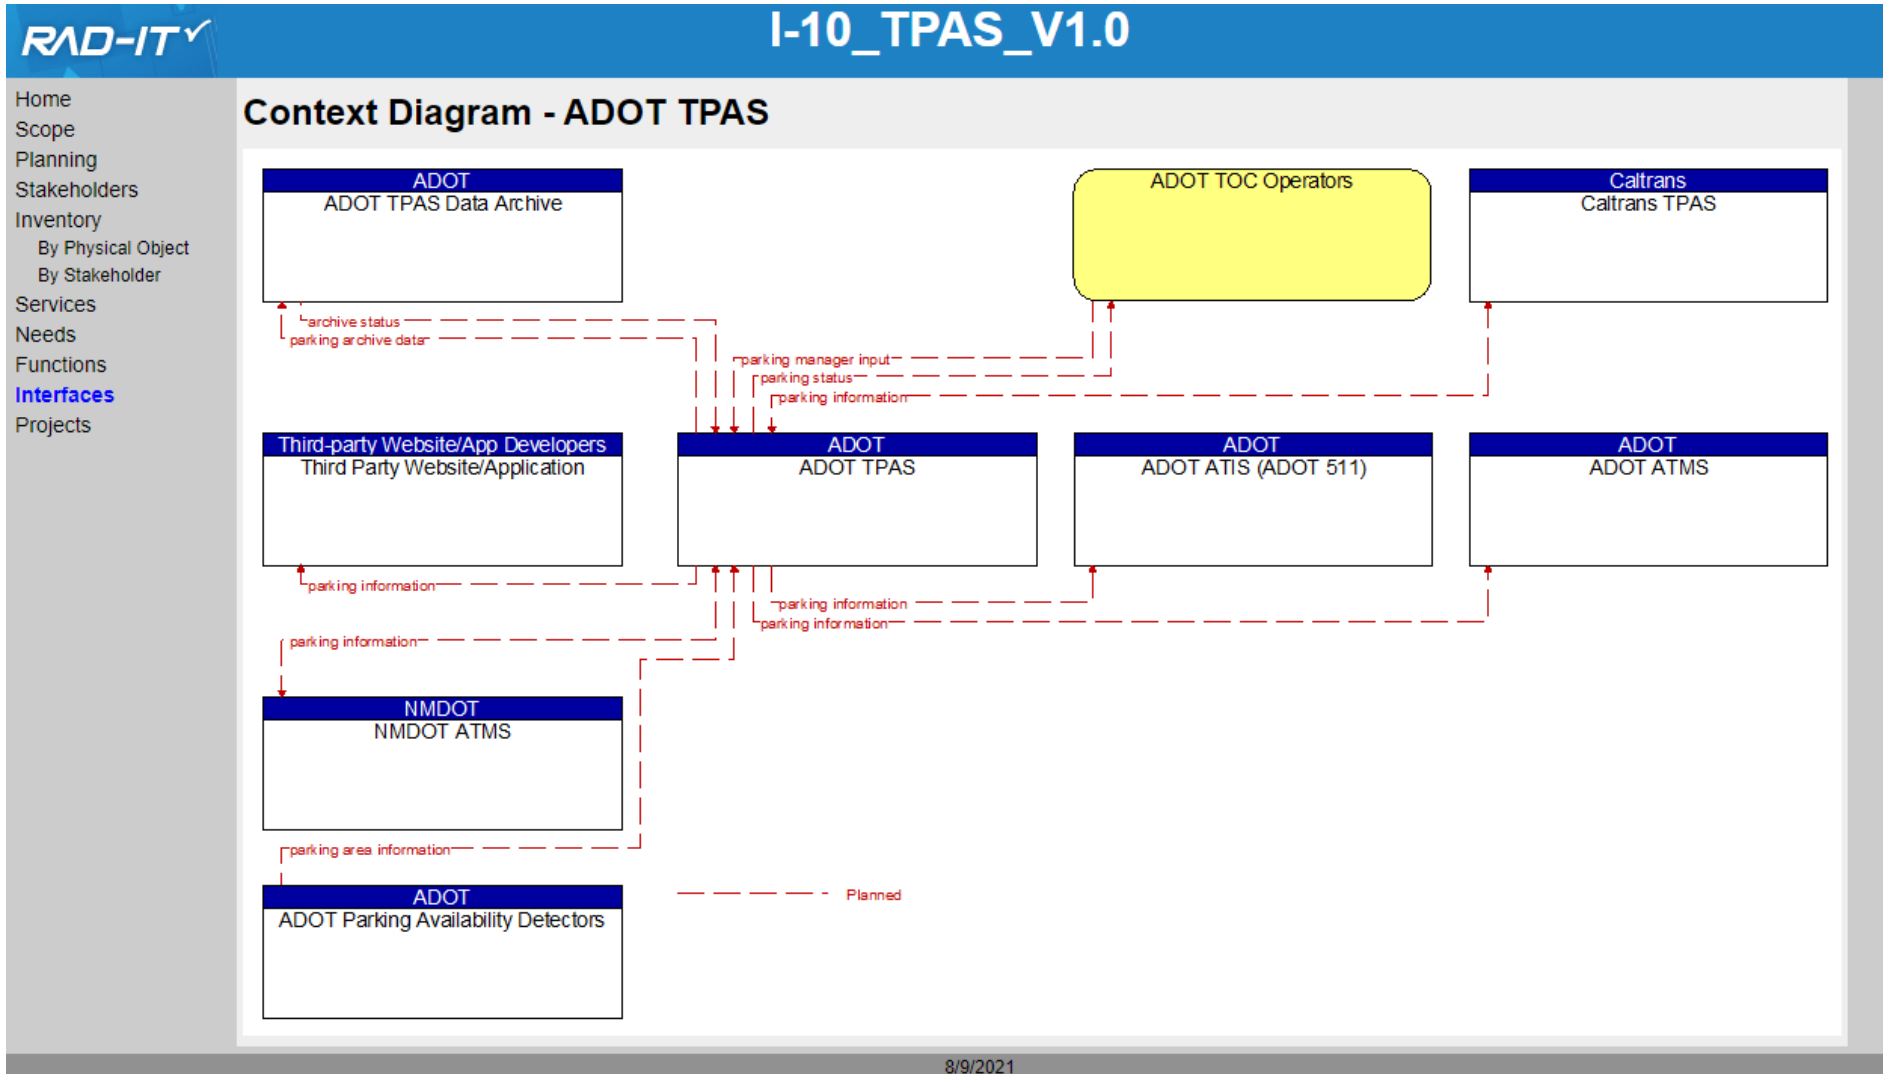 RAD-IT
I-10_TPAS_V1.0
Home
Scope
Planning
Stakeholders
Inventory
By Physical Object
By Stakeholder
Services
Needs
Functions
Interfaces
Projects
Context Diagram - ADOT TPAS
ADOT
ADOT TPAS Data Archive
ADOT TOC Operators
Caltrans
Caltrans TPAS
archive status
parking archive data
parking manager input
parking status
parking information
Third-party Website/App Developers
Third Party Website/Application
ADOT
ADOT TPAS
ADOT
ADOT ATIS (ADOT 511)
ADOT
ADOT ATMS
parking information
parking information
parking information
parking information
NMDOT
NMDOT ATMS
parking area information
ADOT
ADOT Parking Availability Detectors
Planned
8/9/2021